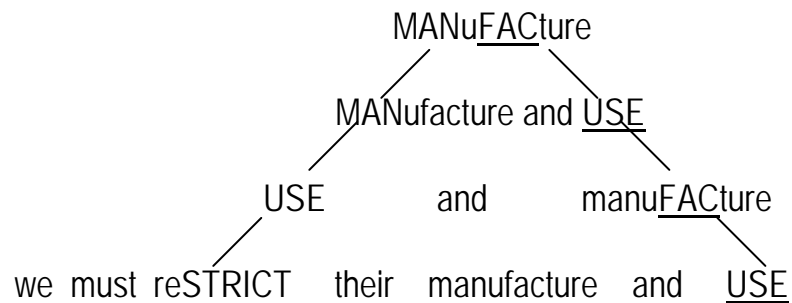 MANuFACture
MANufacture and USE
USE and manuFACture
we must reSTRICT their manufacture and USE